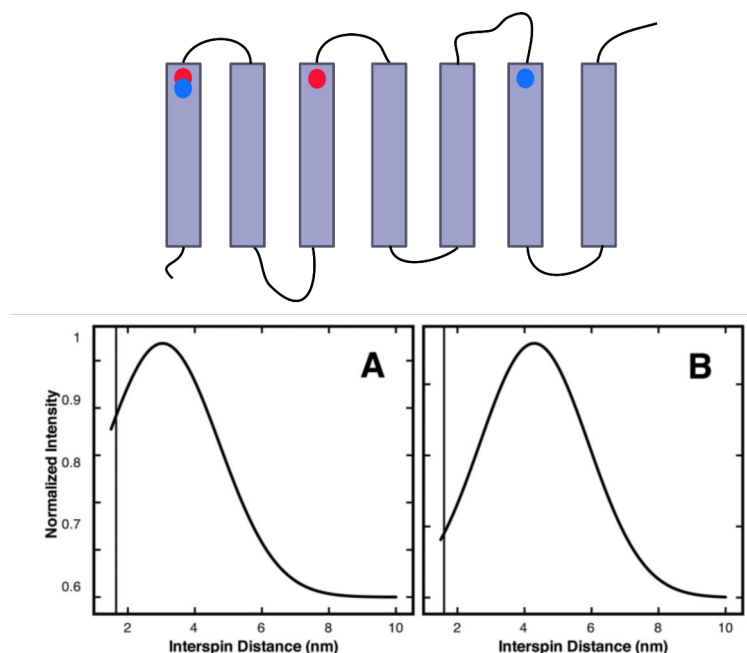 A
B
Normalized Intensity
1
0.9
0.8
0.7
0.6
2 4 6 8 10
2 4 6 8 10
Interspin Distance (nm)
Interspin Distance (nm)